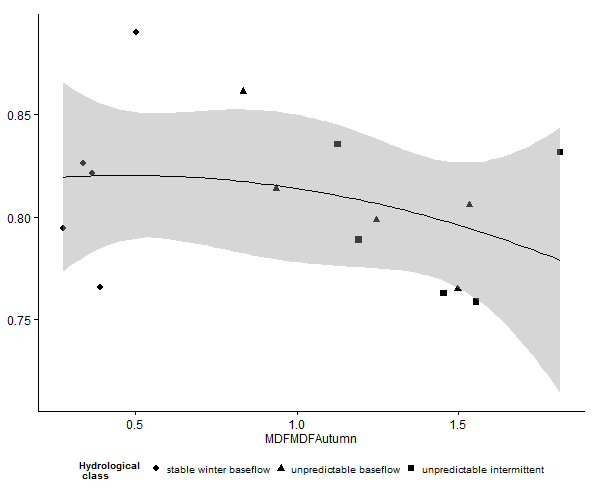 0.85
0.80
0.75
0.5 1.0 1.5
MDFMDFAutumn
Hydrological
class
stable winter baseflow unpredictable baseflow unpredictable intermittent